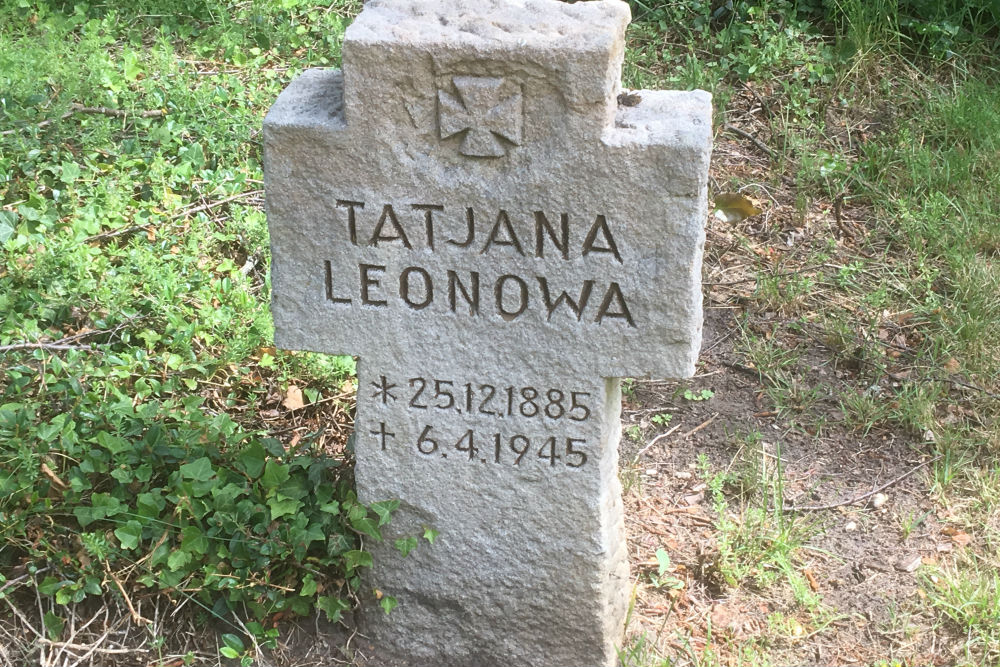 TATJANA
LEONOWA
* 25.12.1885
† 6.4.1945